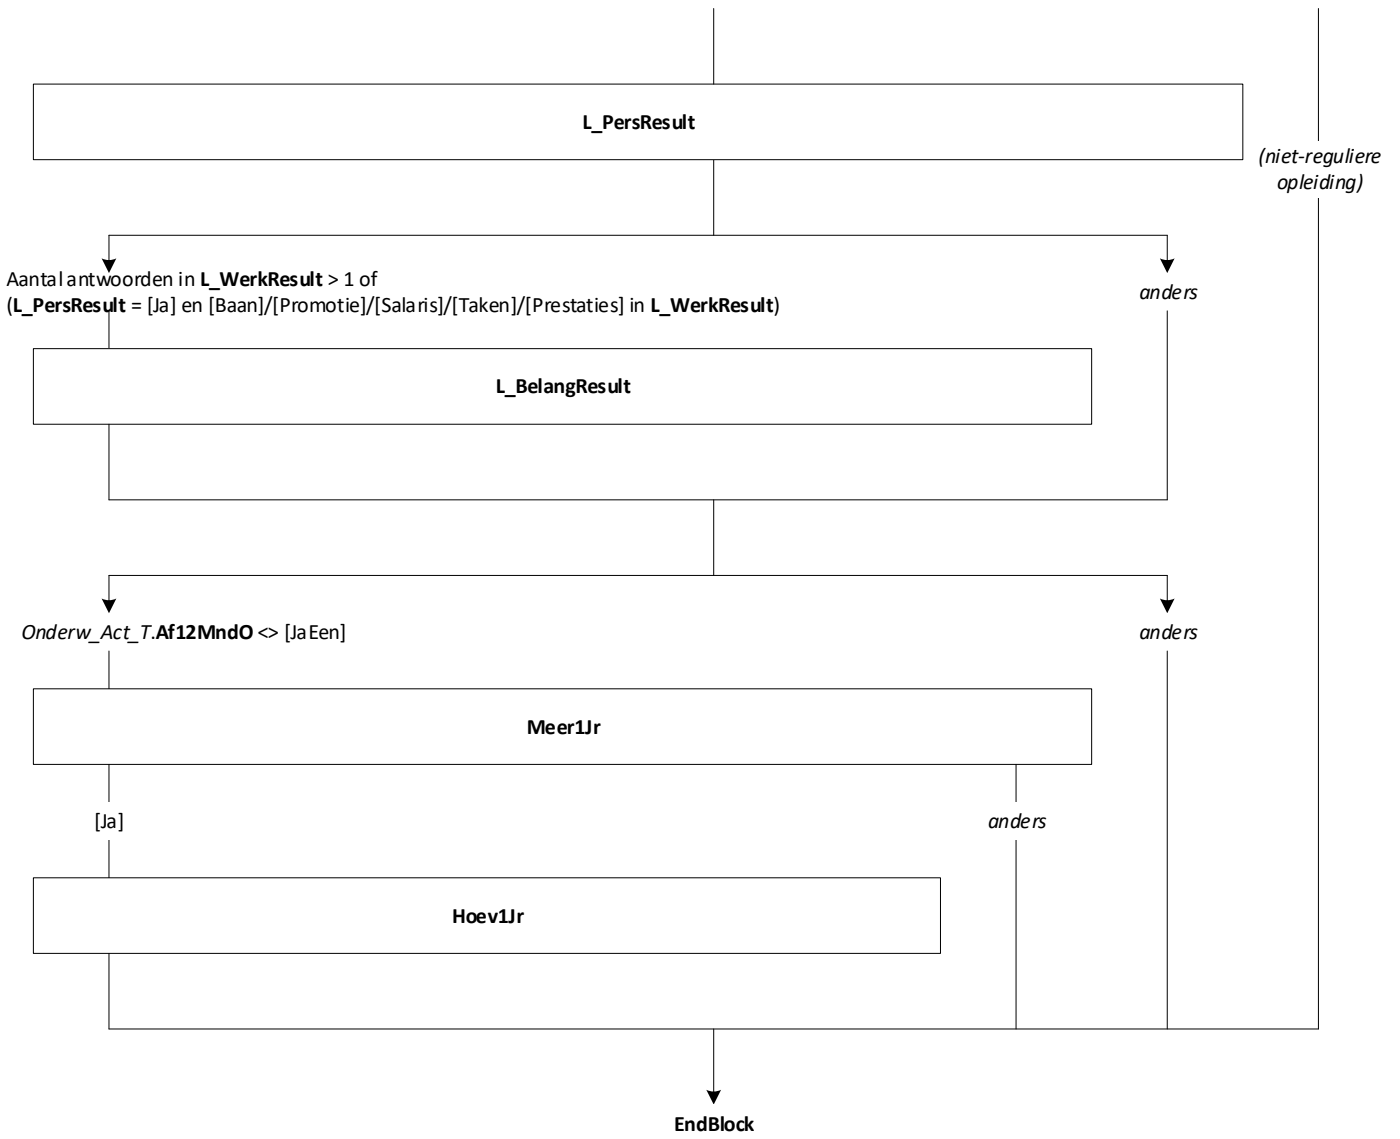 L_PersResult
(niet-reguliere
opleiding)
Aantal antwoorden in L_WerkResult > 1 of
(L_PersResult = [Ja] en [Baan]/[Promotie]/[Salaris]/[Taken]/[Prestaties] in L_WerkResult)
anders
L_BelangResult
Onderw_Act_T.Af12MndO <> [JaEen]
anders
Meer1Jr
[Ja]
anders
Hoev1Jr
EndBlock